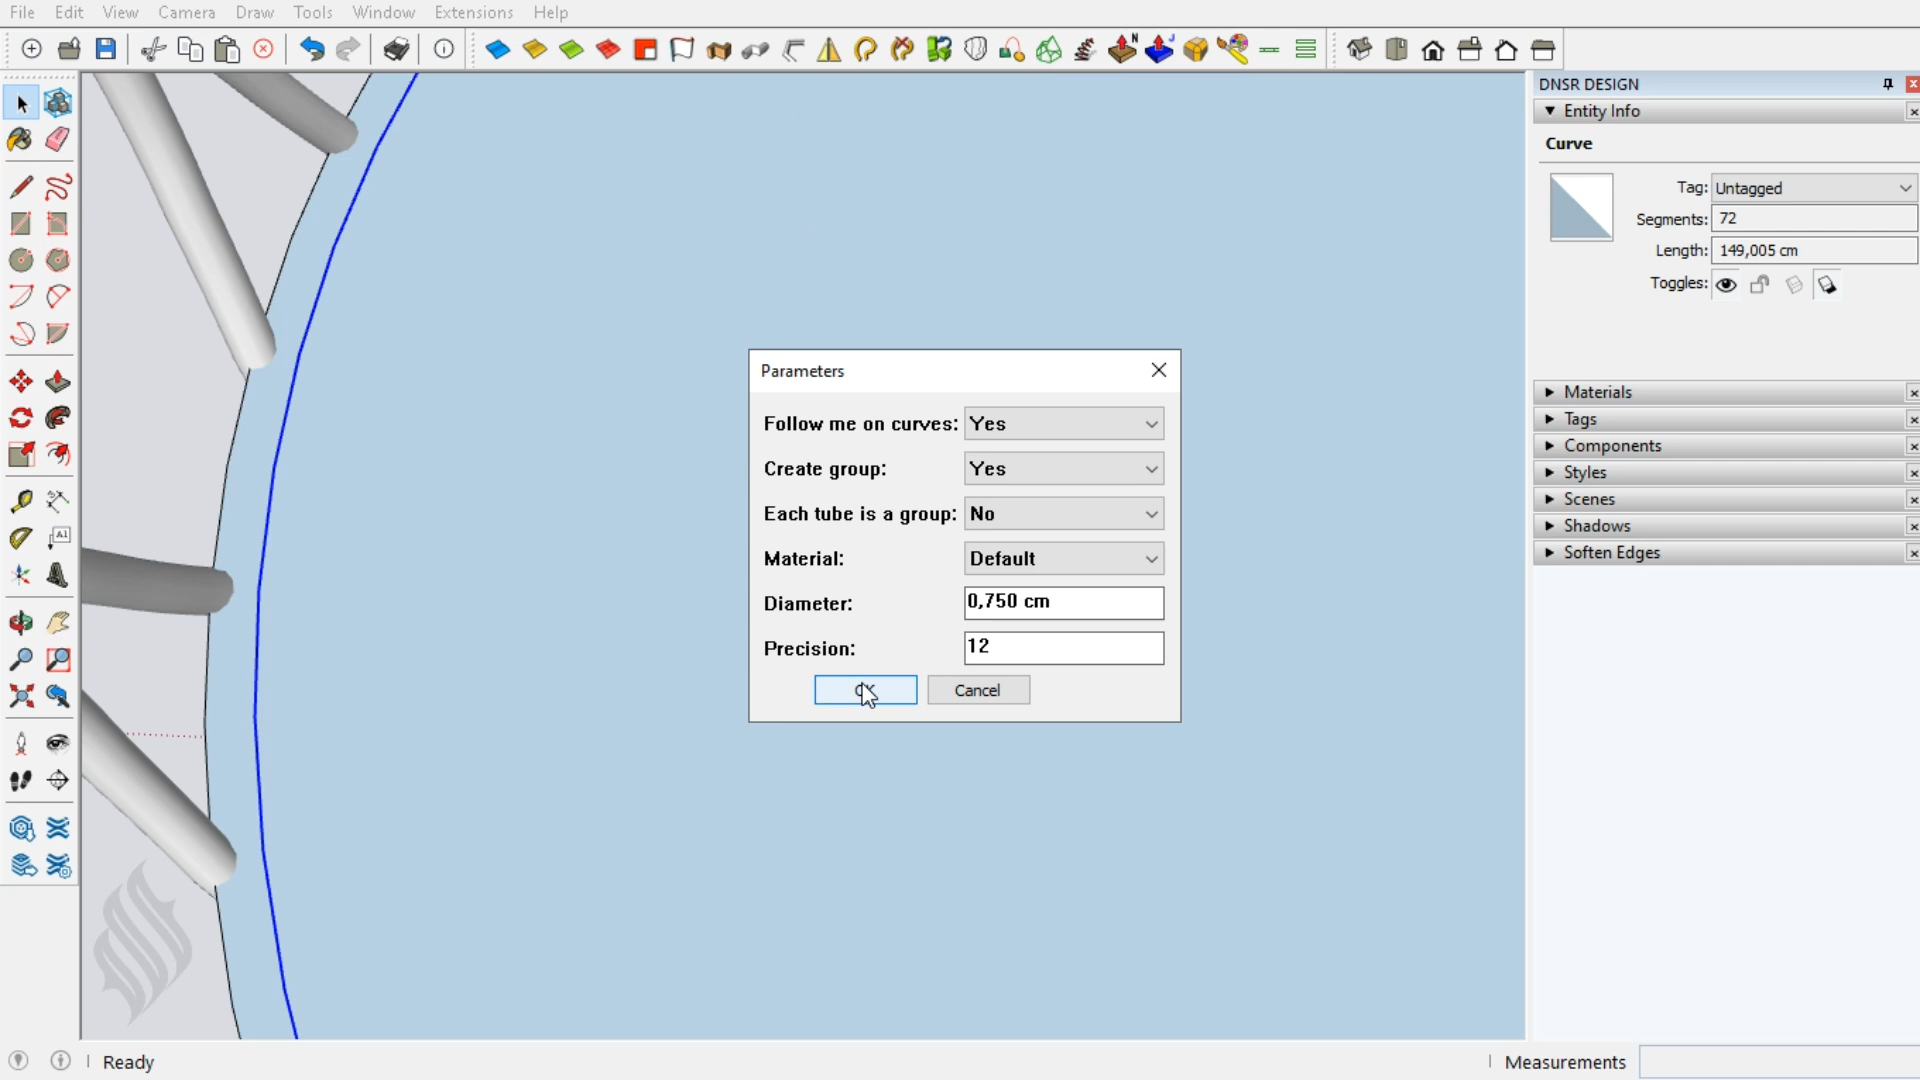 File Edit View Camera Draw Tools Window Extensions Help
N
J
DNSR DESIGN
Entity Info
Curve
Tag: Untagged
Segments: 72
Length: 149,005 cm
Toggles:
Materials
Tags
Components
Styles
Scenes
Shadows
Soften Edges
A1
Parameters
Follow me on curves: Yes
Create group: Yes
Each tube is a group: No
Material: Default
Diameter: 0,750 cm
Precision: 12
OK Cancel
Ready
Measurements